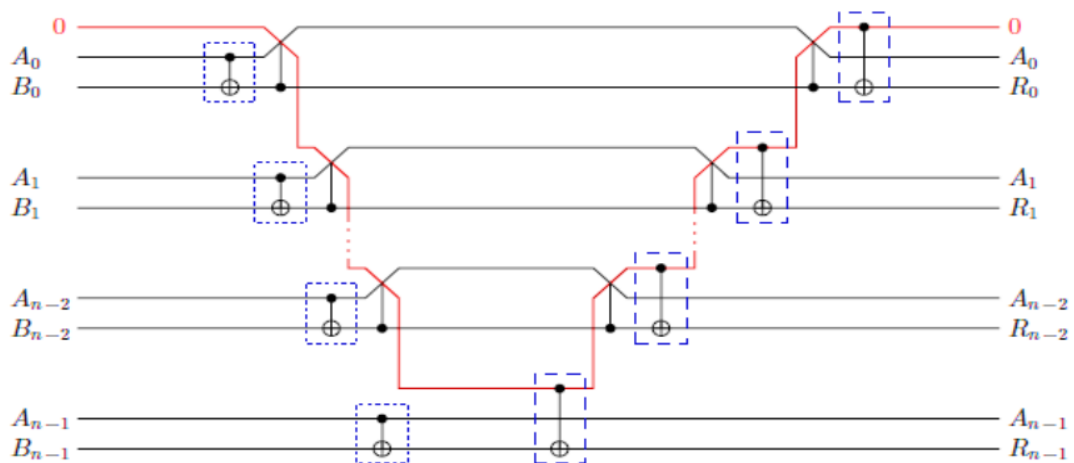 0 0
A₀ A₀
B₀ R₀
A₁ A₁
B₁ R₁
Aₙ₋₂ Aₙ₋₂
Bₙ₋₂ Rₙ₋₂
Aₙ₋₁ Aₙ₋₁
Bₙ₋₁ Rₙ₋₁